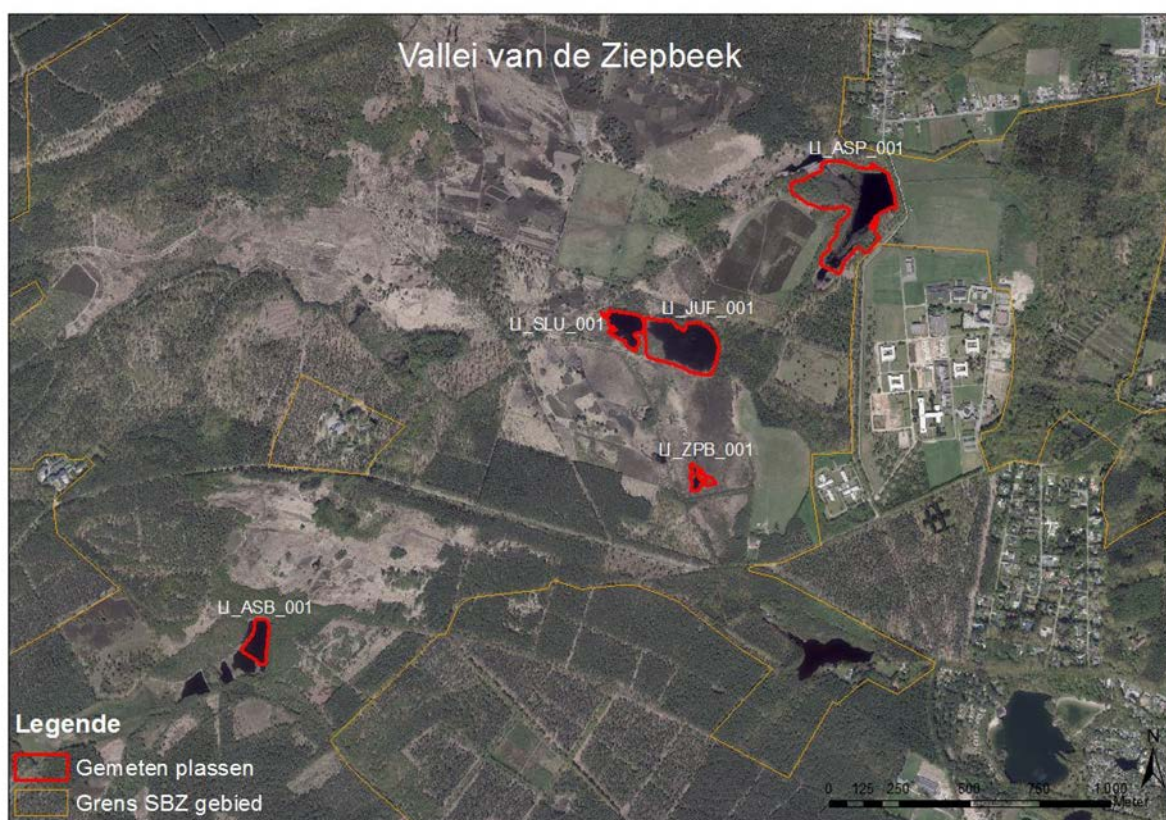 Vallei van de Ziepbeek
LI_ASP_001
LI_SLU_001
LI_JUF_001
LI_ZPB_001
LI_ASB_001
Legende
Gemeten plassen
Grens SBZ gebied
N
0 125 250 500 750 1.000
Meter